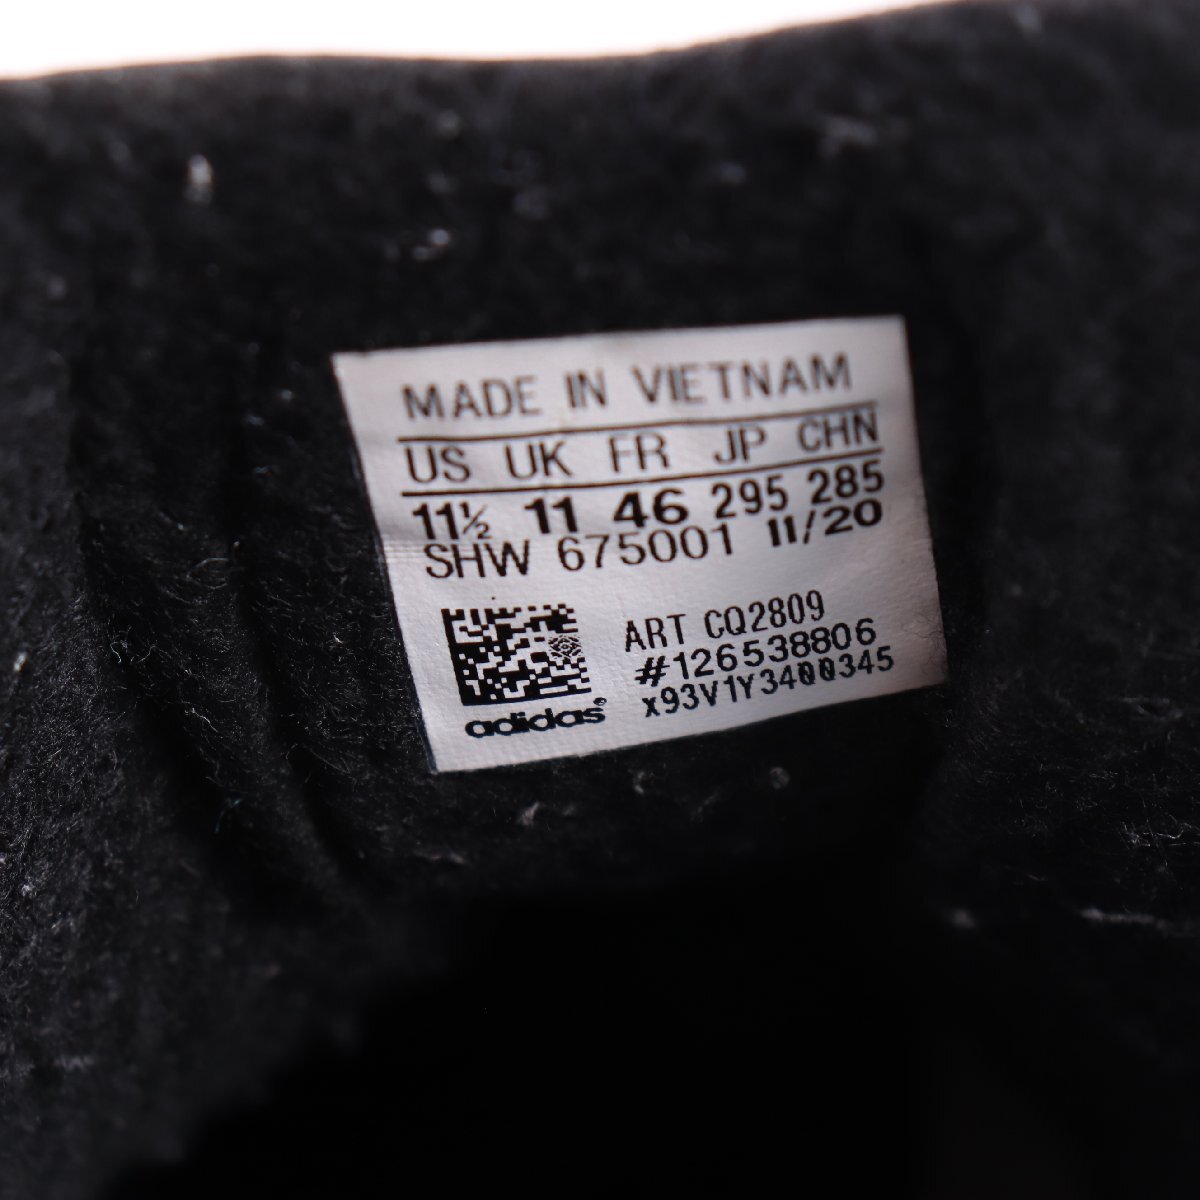 MADE IN VIETNAM
US UK FR JP CHN
11½ 11 46 295 285
SHW 675001 11/20
ART CQ2809
#126538806
x93V1Y3400345
adidas®